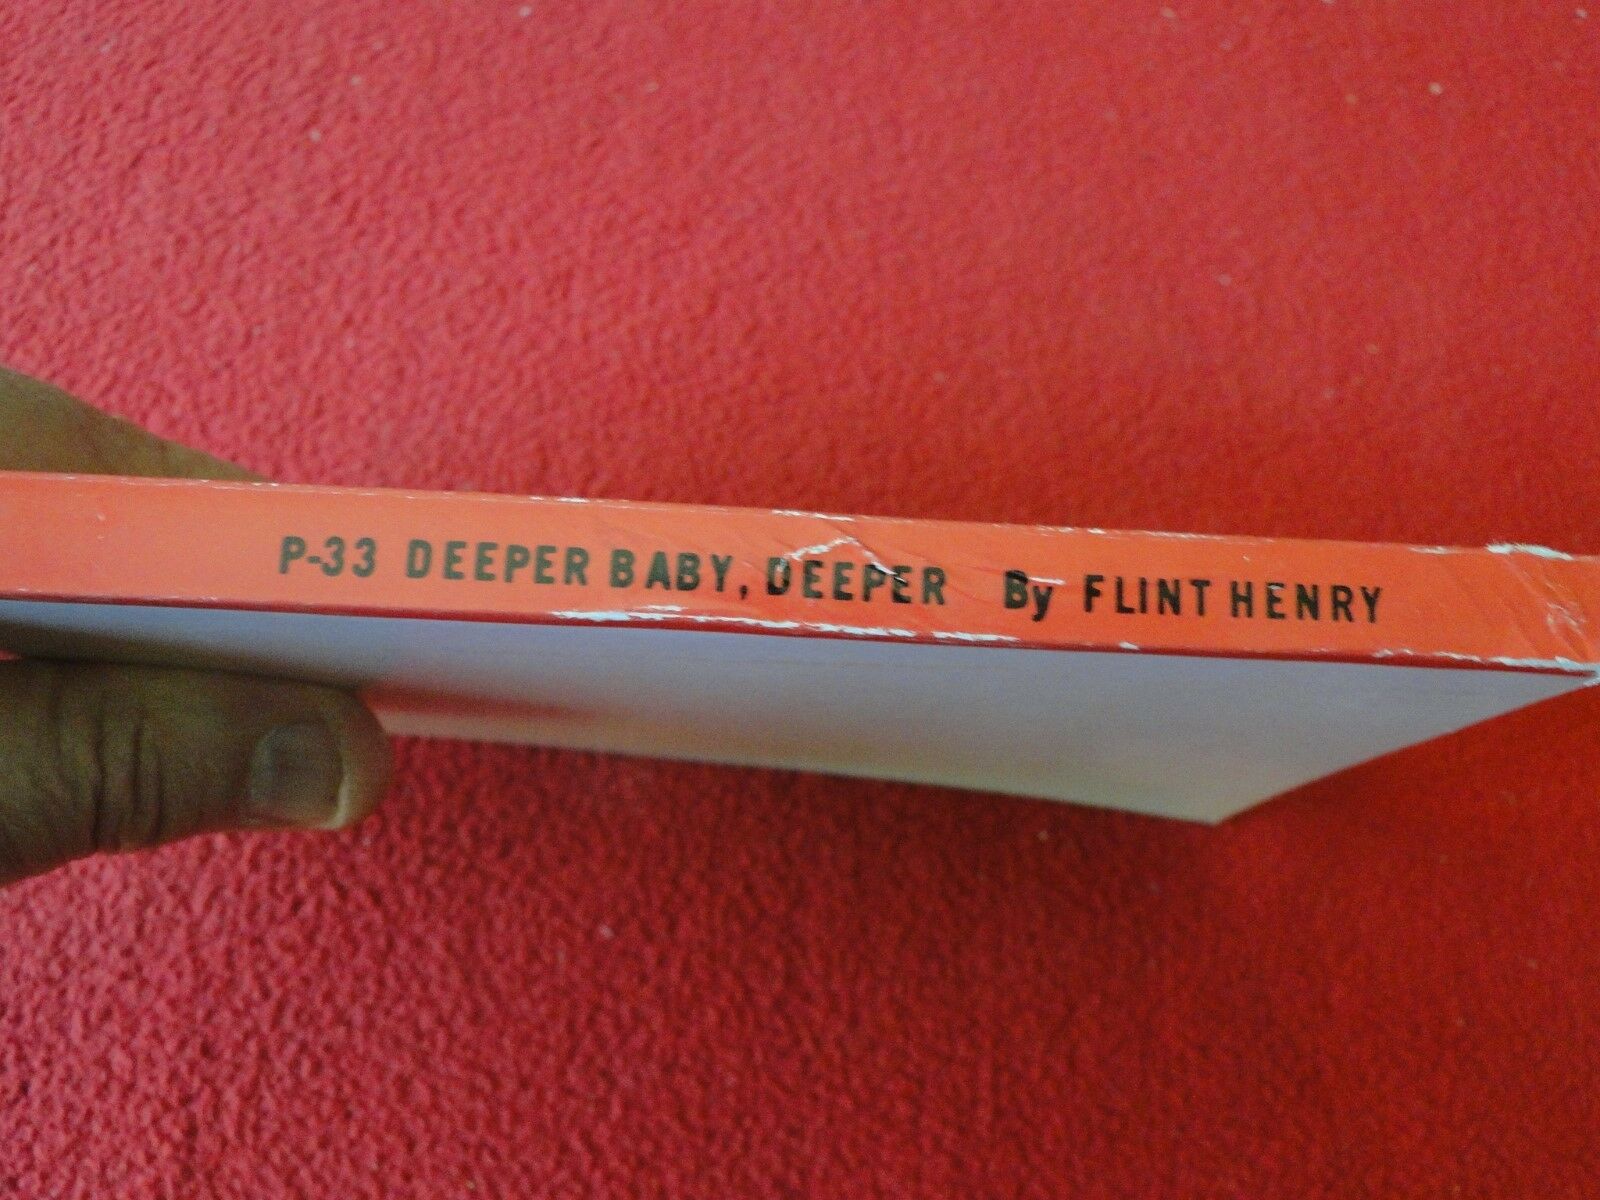 P-33 DEEPER BABY, DEEPER By FLINT HENRY